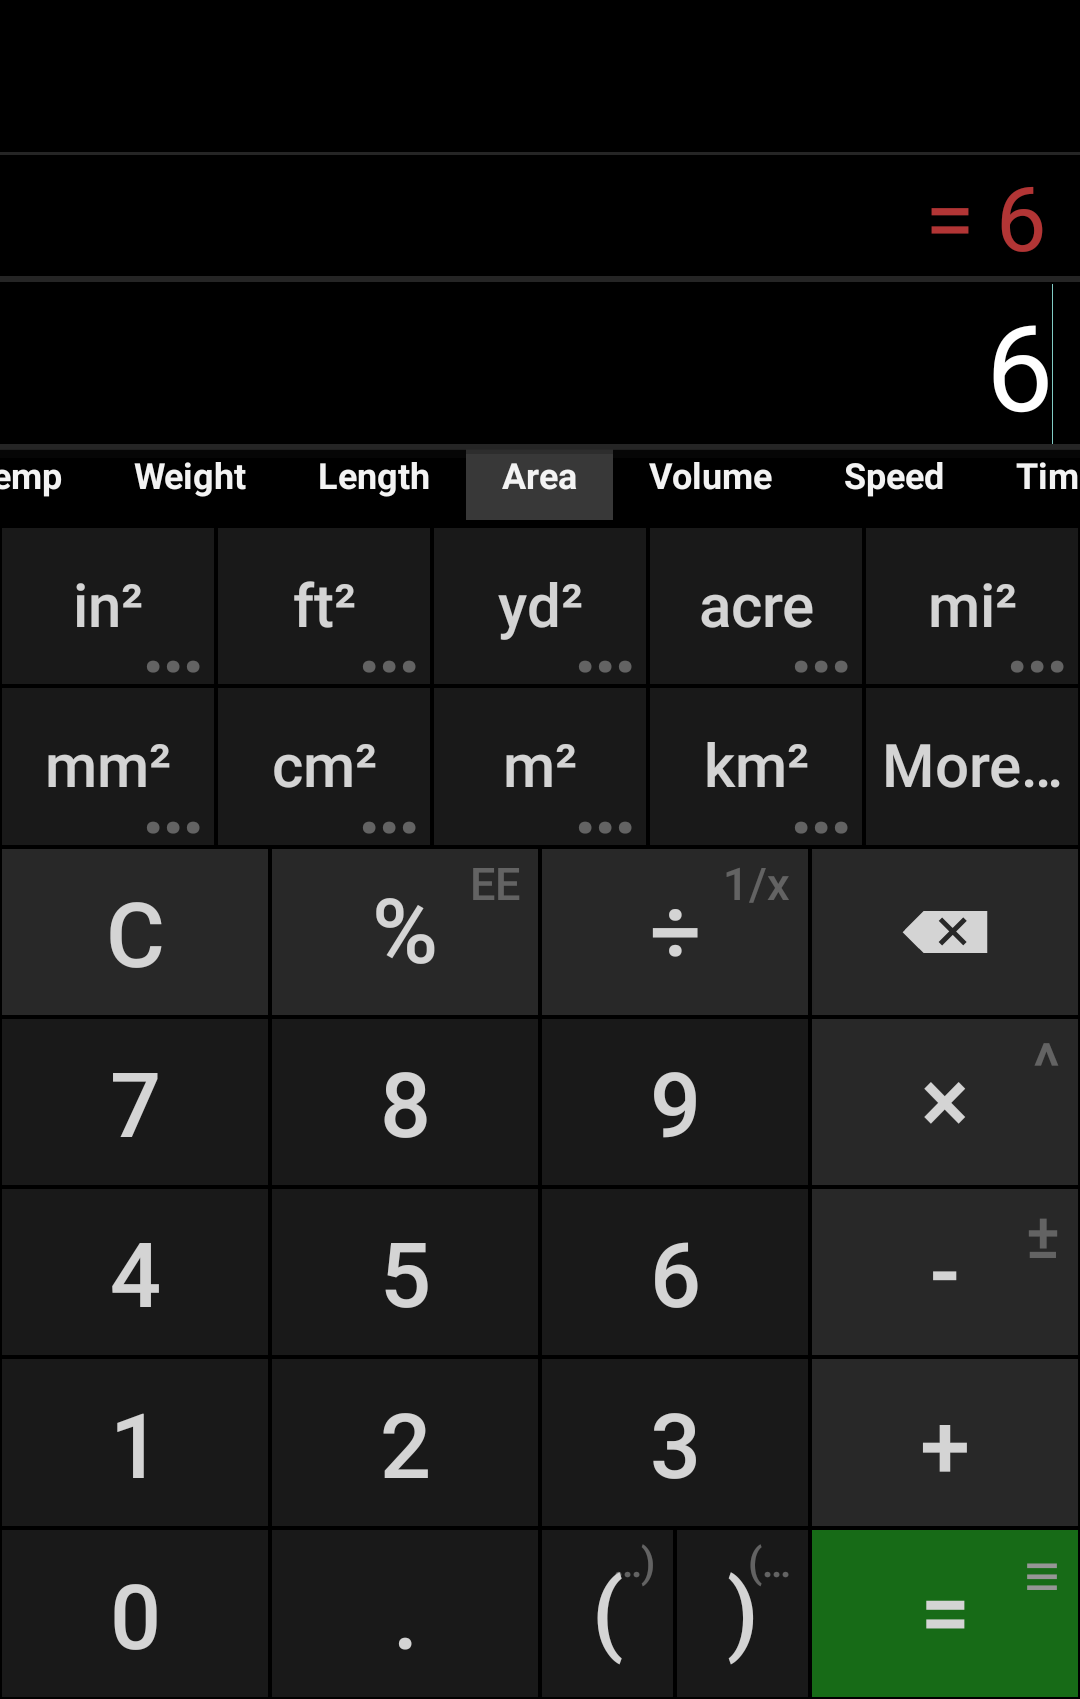 = 6
6
emp Weight Length Area Volume Speed Tim
in² ft² yd² acre mi²
mm² cm² m² km² More...
C % EE ÷ 1/x
7 8 9 × ^
4 5 6 - ±
1 2 3 +
0 . ( ..) ) (... = ≡